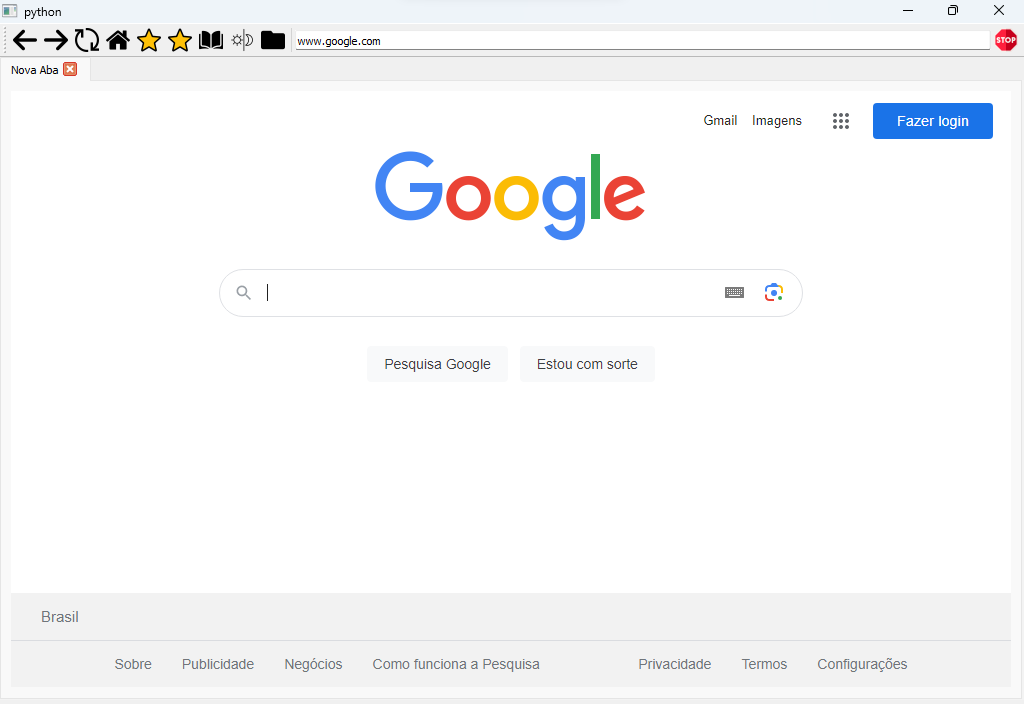 python
www.google.com
STOP
Nova Aba
Gmail Imagens Fazer login
Google
Pesquisa Google Estou com sorte
Brasil
Sobre Publicidade Negócios Como funciona a Pesquisa Privacidade Termos Configurações